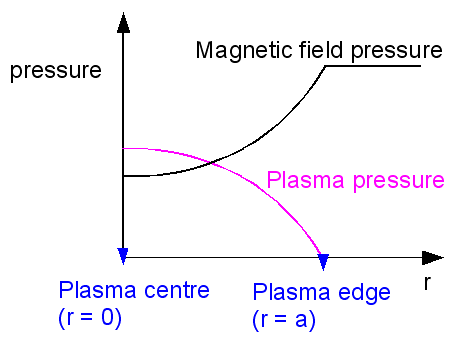 Magnetic field pressure
pressure
Plasma pressure
r
Plasma centre
(r = 0)
Plasma edge
(r = a)